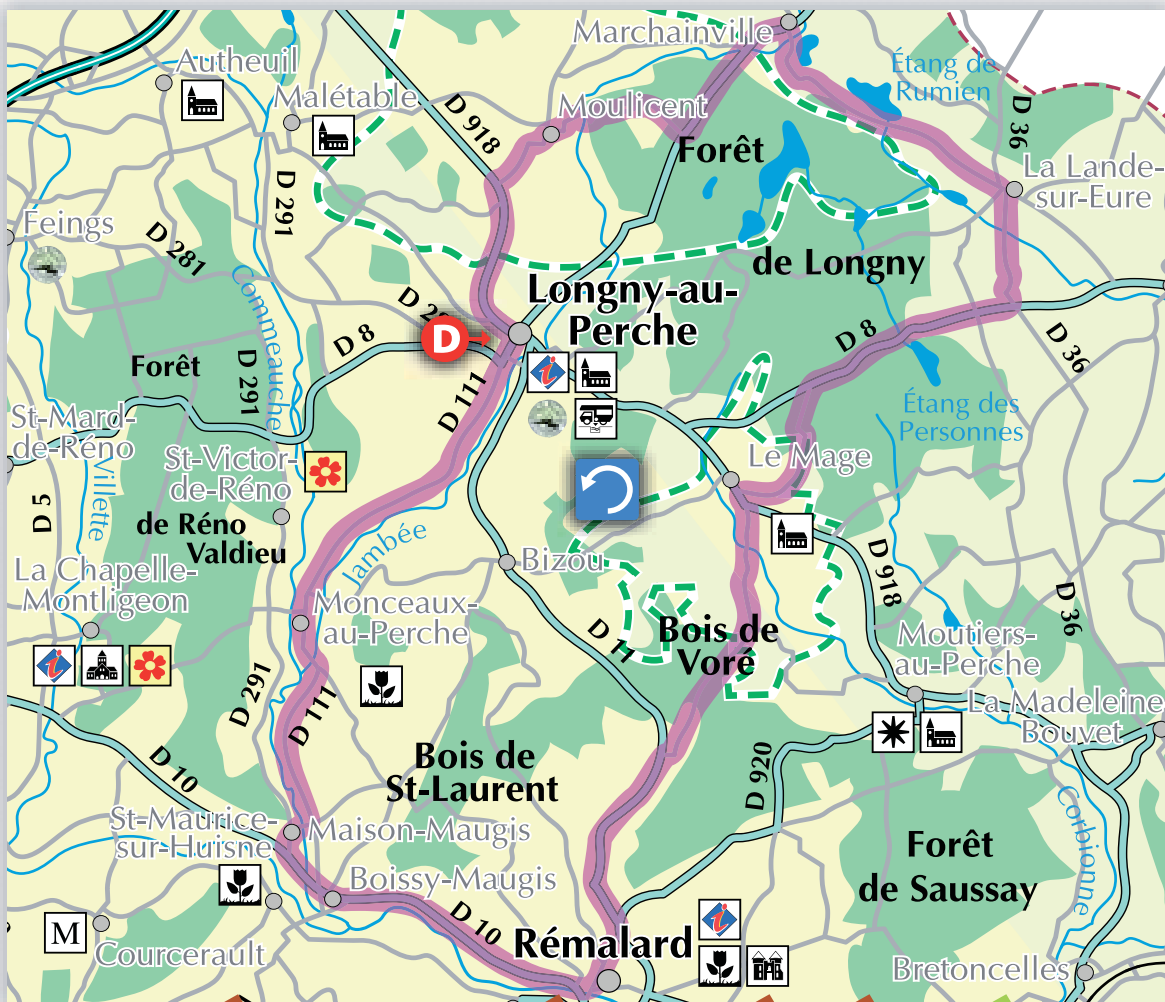 Marchainville
Autheuil
Étang de
Rumien
Malétable
Moulicent
D 918
D 36
Forêt
La Lande-
sur-Eure
D 291
Feings
D 281
de Longny
Commeauche
Longny-au-
Perche
D
D 8
D 8
D 36
Forêt
D 291
D 111
St-Mard-
de-Réno
Étang des
Personnes
Le Mage
St-Victor-
de-Réno
Villette
D 5
de Réno
Valdieu
Jambée
Bizou
D 918
La Chapelle-
Montligeon
Monceaux-
au-Perche
D 36
D 11
Bois de
Voré
Moutiers-
au-Perche
i
i
D 291
D 111
La Madeleine
Bouvet
D 10
Bois de
St-Laurent
D 920
Corbionne
St-Maurice-
sur-Huisne
Maison-Maugis
Forêt
de Saussay
Boissy-Maugis
D 10
i
M
Courcerault
Rémalard
Bretoncelles